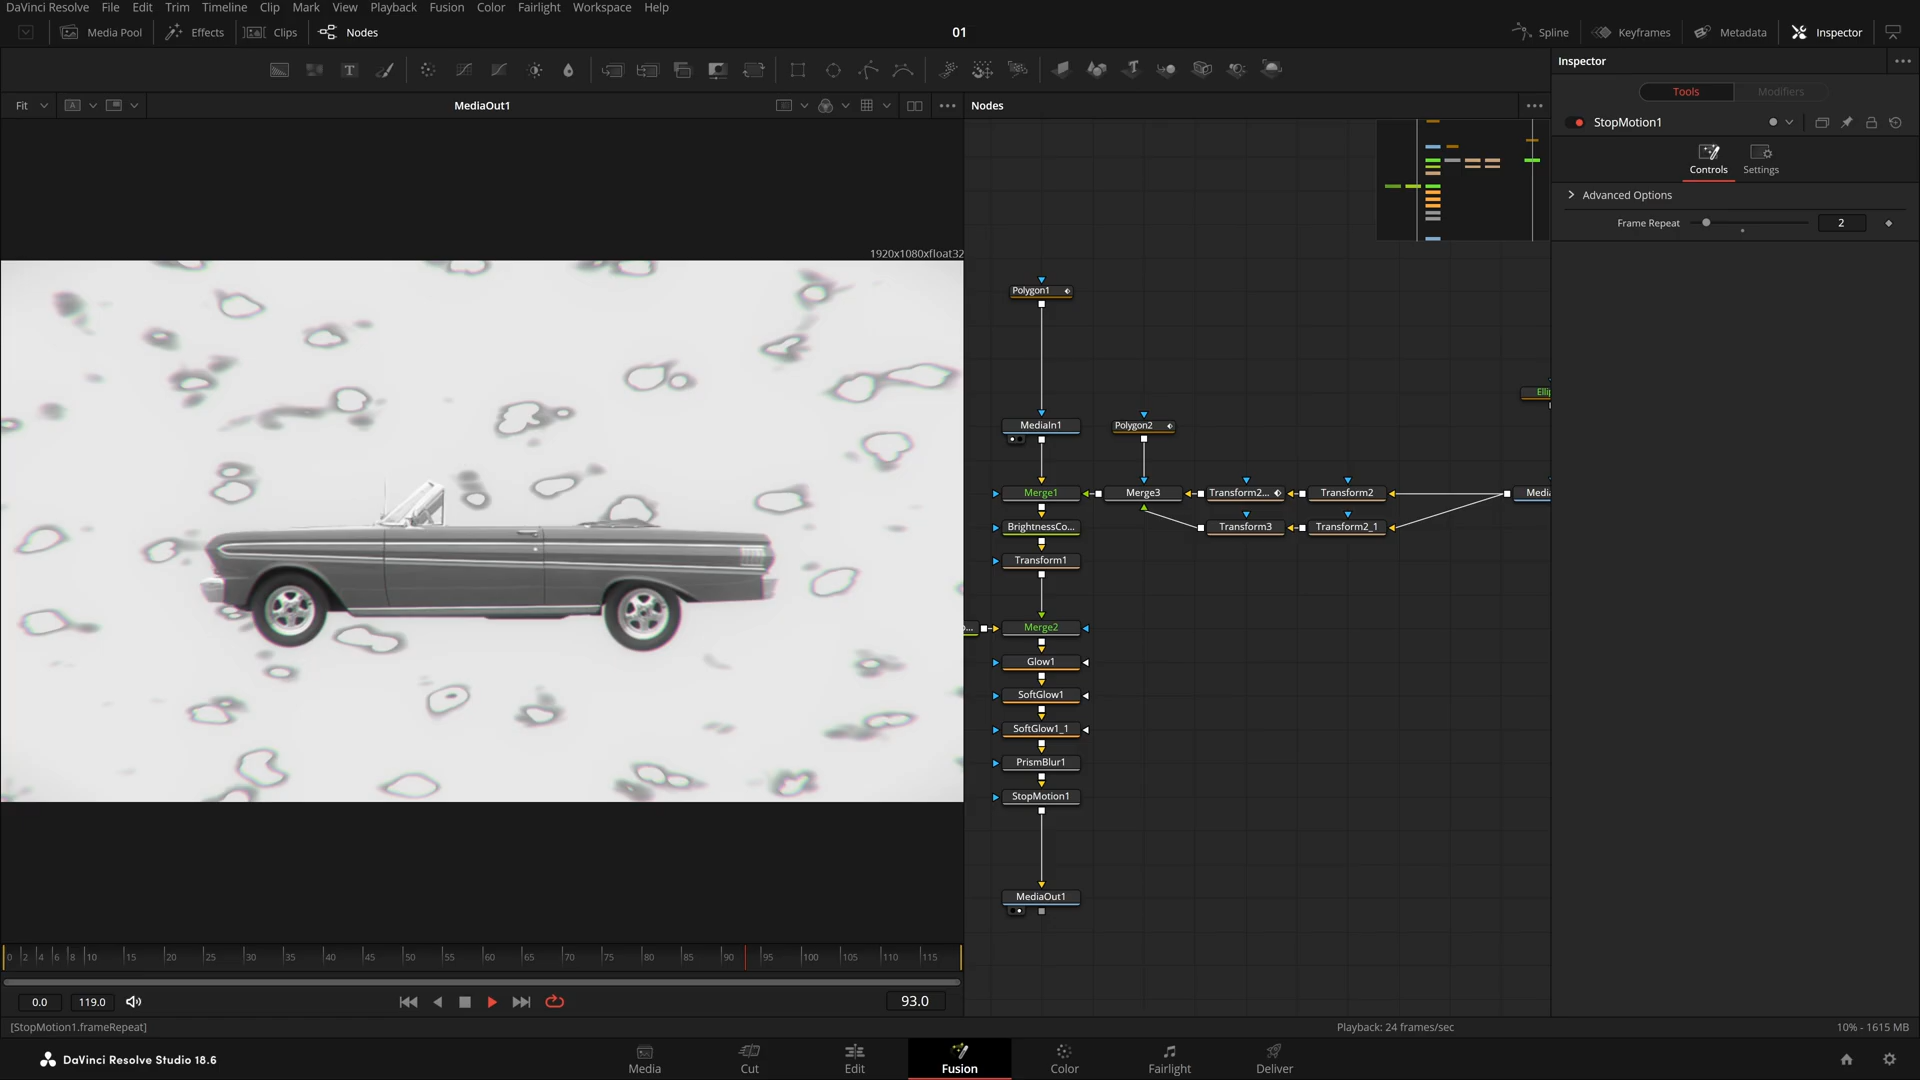 DaVinci Resolve File Edit Trim Timeline Clip Mark View Playback Fusion Color Fairlight Workspace Help
Media Pool Effects Clips Nodes 01 Spline Keyframes Metadata Inspector
Inspector
Fit MediaOut1 Nodes
Tools Modifiers
StopMotion1
Controls Settings
Advanced Options
Frame Repeat 2
1920x1080xfloat32
Polygon1
Elli
MediaIn1 Polygon2
Merge1 Merge3 Transform2... Transform2 Media
BrightnessCo... Transform3 Transform2_1
Transform1
Merge2
Glow1
SoftGlow1
SoftGlow1_1
PrismBlur1
StopMotion1
MediaOut1
0 2 4 6 8 10 15 20 25 30 35 40 45 50 55 60 65 70 75 80 85 90 95 100 105 110 115
0.0 119.0 93.0
[StopMotion1.frameRepeat] Playback: 24 frames/sec 10% - 1615 MB
DaVinci Resolve Studio 18.6 Media Cut Edit Fusion Color Fairlight Deliver